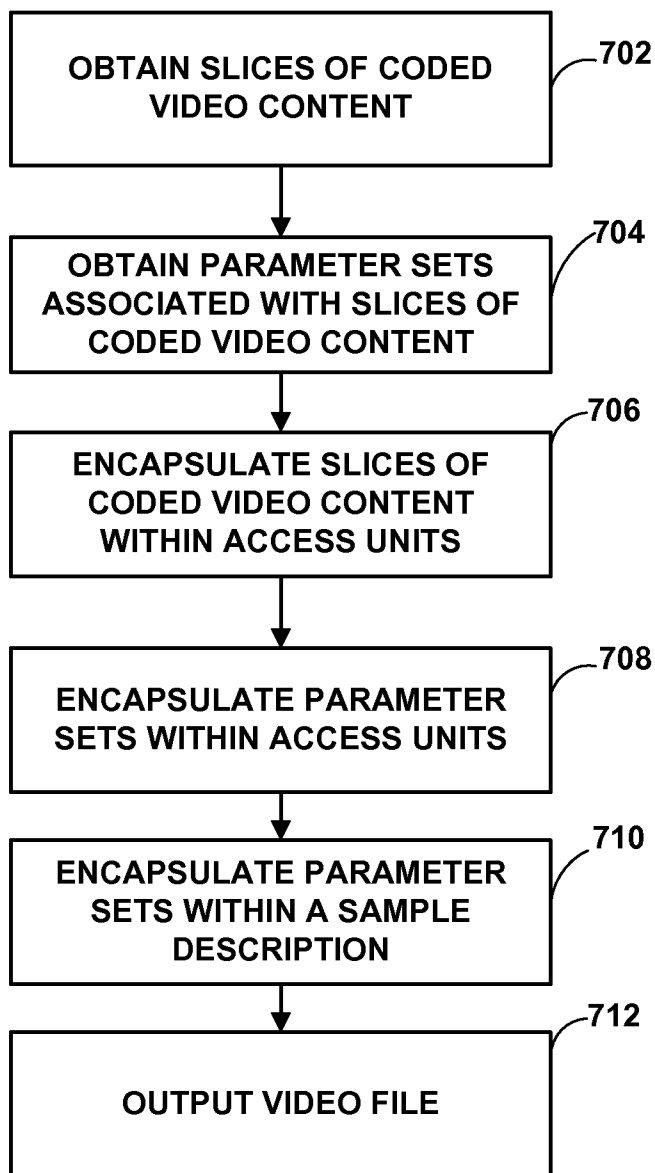 OBTAIN SLICES OF CODED
VIDEO CONTENT
702
OBTAIN PARAMETER SETS
ASSOCIATED WITH SLICES OF
CODED VIDEO CONTENT
704
ENCAPSULATE SLICES OF
CODED VIDEO CONTENT
WITHIN ACCESS UNITS
706
ENCAPSULATE PARAMETER
SETS WITHIN ACCESS UNITS
708
ENCAPSULATE PARAMETER
SETS WITHIN A SAMPLE
DESCRIPTION
710
OUTPUT VIDEO FILE
712